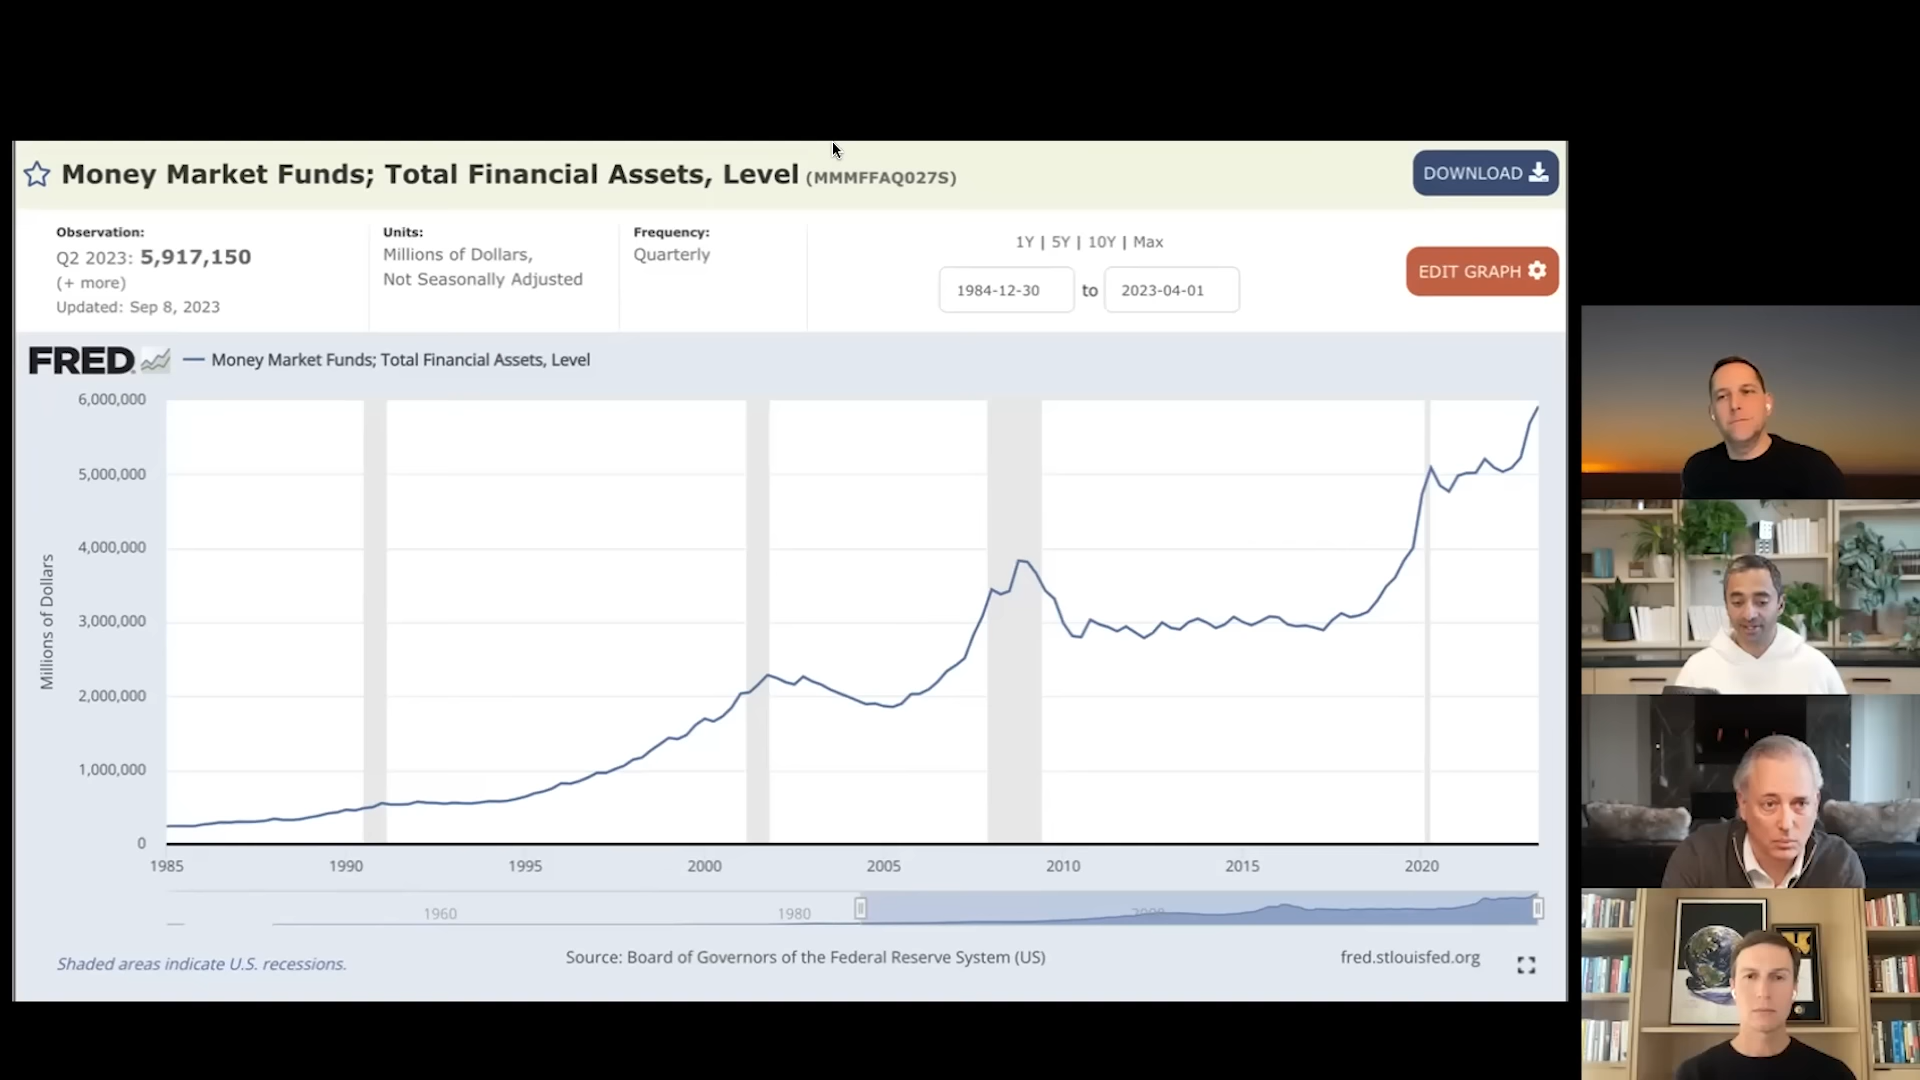 Money Market Funds; Total Financial Assets, Level (MMMFFAQ027S)
DOWNLOAD
Observation:
Q2 2023: 5,917,150
(+ more)
Updated: Sep 8, 2023
Units:
Millions of Dollars,
Not Seasonally Adjusted
Frequency:
Quarterly
1Y | 5Y | 10Y | Max
1984-12-30 to 2023-04-01
EDIT GRAPH
FRED
Money Market Funds; Total Financial Assets, Level
Millions of Dollars
6,000,000
5,000,000
4,000,000
3,000,000
2,000,000
1,000,000
0
1985 1990 1995 2000 2005 2010 2015 2020
1960 1980 2000
Shaded areas indicate U.S. recessions.
Source: Board of Governors of the Federal Reserve System (US)
fred.stlouisfed.org